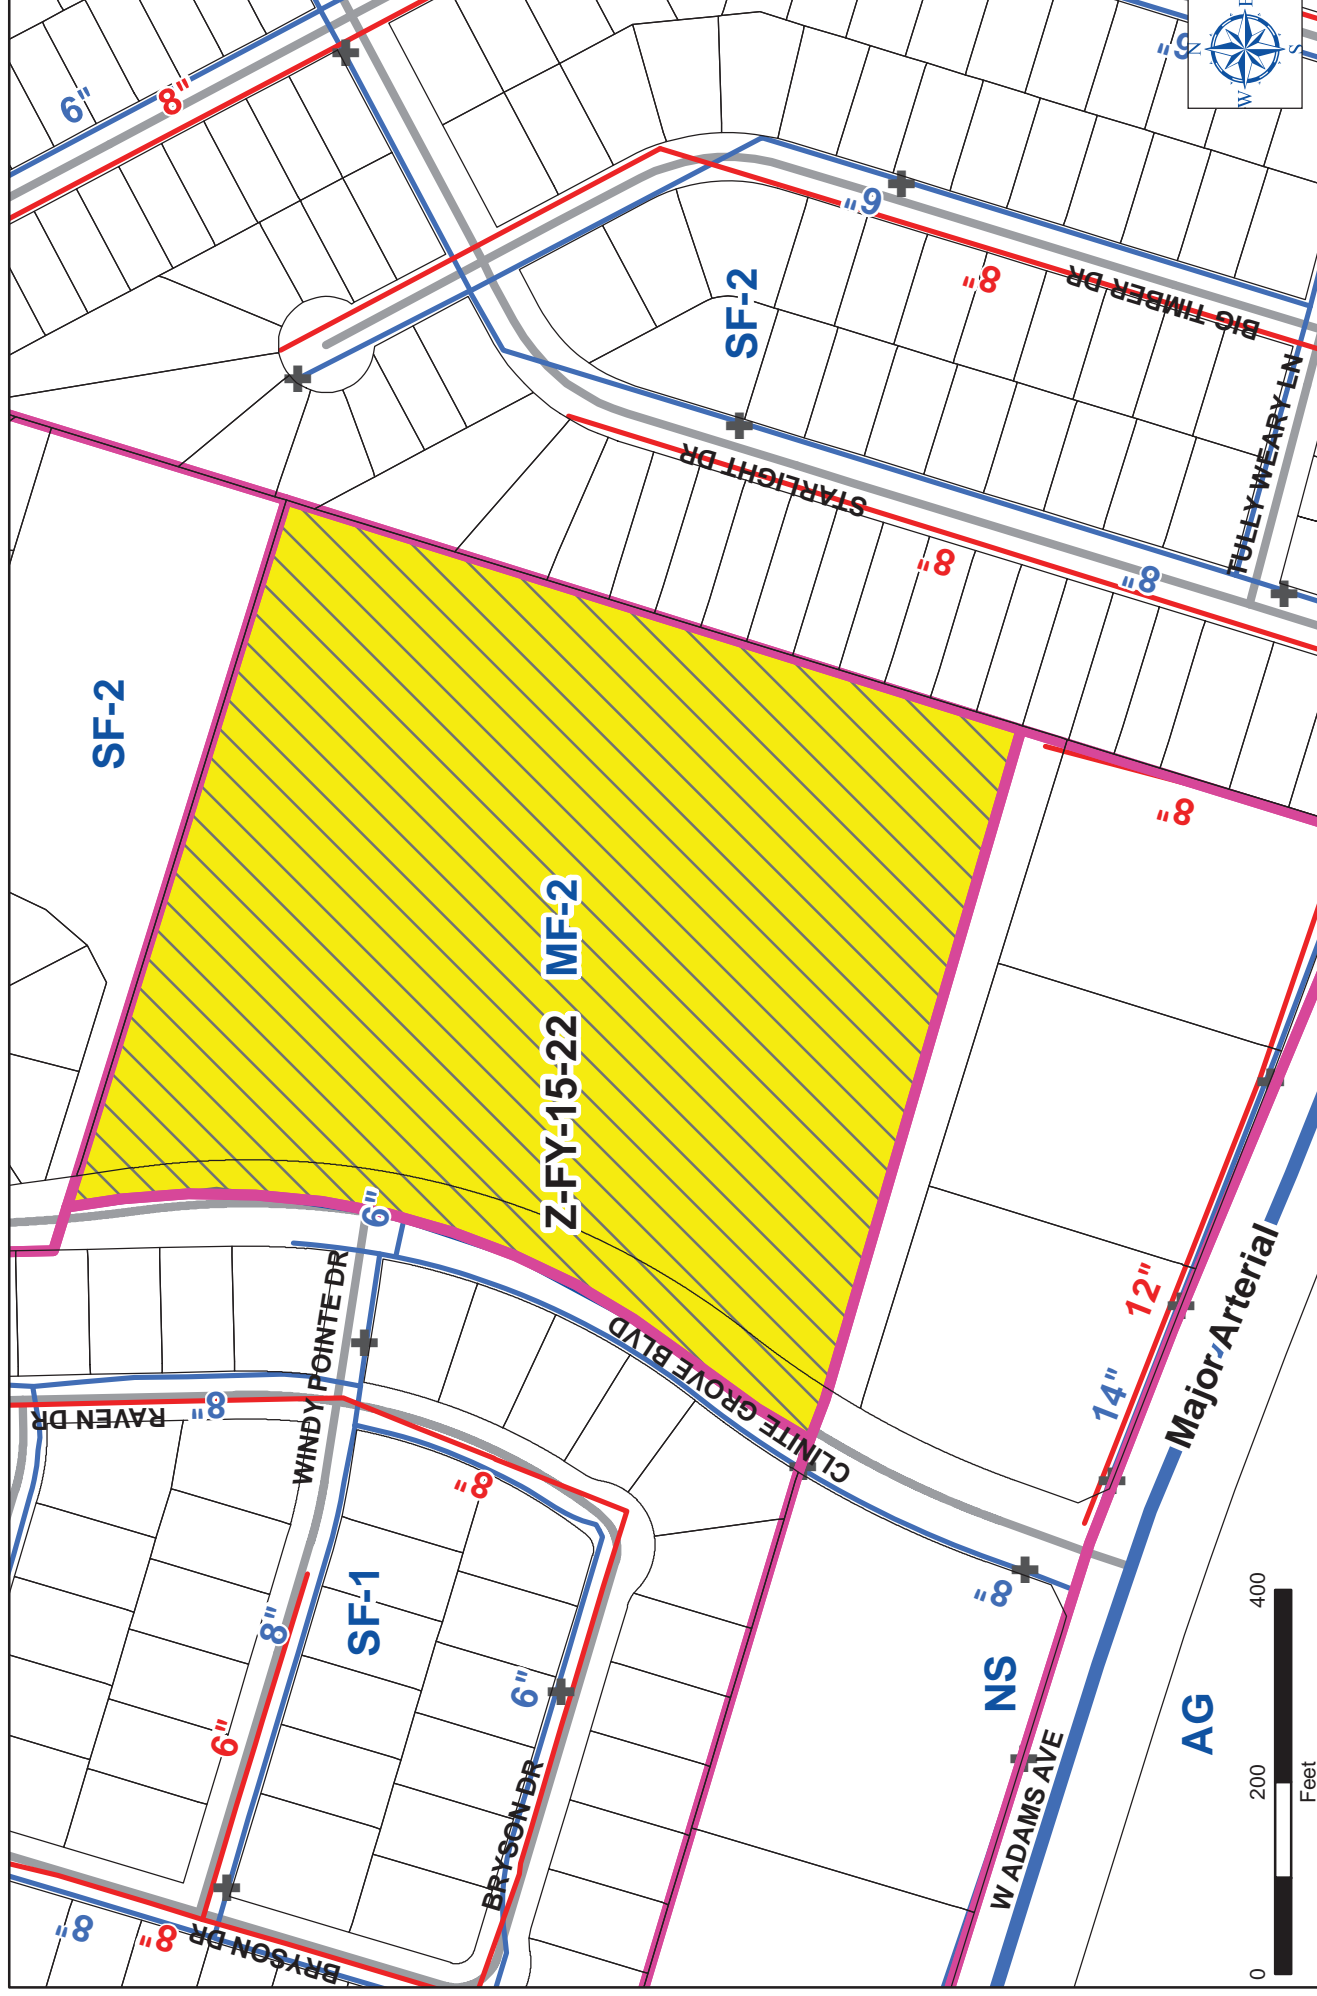 6"
8"
6"
N
E
S
W
6"
8"
BIG TIMBER DR
SF-2
STARLIGHT DR
8"
8"
TULLY WEARY LN
8"
SF-2
Z-FY-15-22 MF-2
6"
WINDY POINTE DR
RAVEN DR
8"
CLINITE GROVE BLVD
8"
8"
6"
SF-1
6"
BRYSON DR
BRYSON DR
8"
8"
12"
14"
Major Arterial
8"
NS
W ADAMS AVE
AG
0 200 400
Feet